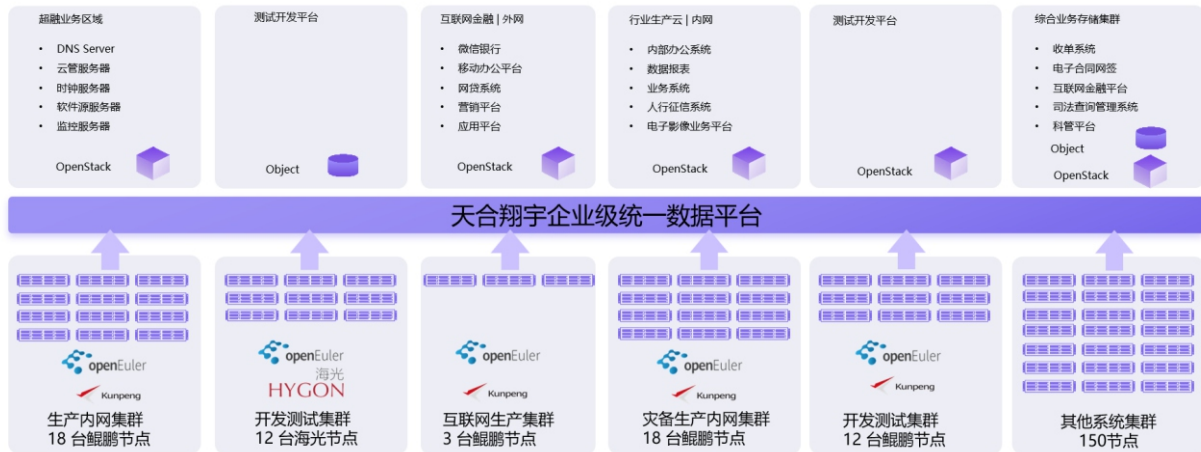 超融业务区域
• DNS Server
• 云管服务器
• 时钟服务器
• 软件源服务器
• 监控服务器
OpenStack
测试开发平台
Object
互联网金融 | 外网
• 微信银行
• 移动办公平台
• 网贷系统
• 营销平台
• 应用平台
OpenStack
行业生产云 | 内网
• 内部办公系统
• 数据报表
• 业务系统
• 人行征信系统
• 电子影像业务平台
OpenStack
测试开发平台
OpenStack
综合业务存储集群
• 收单系统
• 电子合同网签
• 互联网金融平台
• 司法查询管理系统
• 科管平台
Object
OpenStack
天合翔宇企业级统一数据平台
openEuler
Kunpeng
生产内网集群
18 台鲲鹏节点
openEuler
海光
HYGON
开发测试集群
12 台海光节点
openEuler
Kunpeng
互联网生产集群
3 台鲲鹏节点
openEuler
Kunpeng
灾备生产内网集群
18 台鲲鹏节点
openEuler
Kunpeng
开发测试集群
12 台鲲鹏节点
其他系统集群
150节点